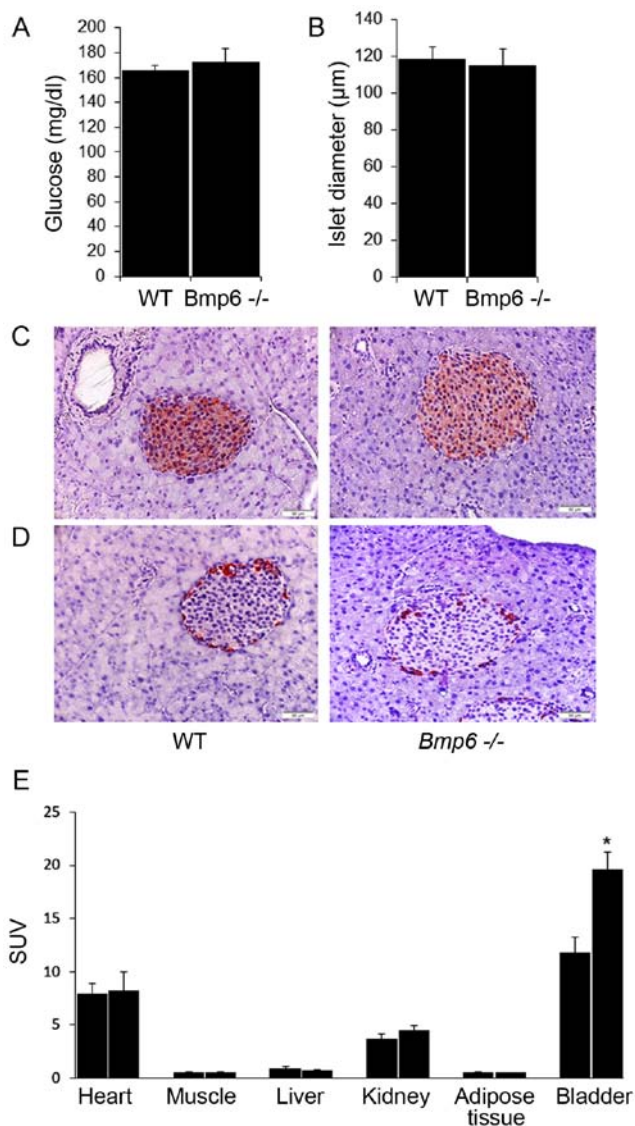 A
Glucose (mg/dl)
200
180
160
140
120
100
80
60
40
20
0
WT Bmp6 -/-
B
Islet diameter (µm)
140
120
100
80
60
40
20
0
WT Bmp6 -/-
C
D
WT
Bmp6 -/-
E
SUV
25
20
15
10
5
0
*
Heart Muscle Liver Kidney Adipose tissue Bladder